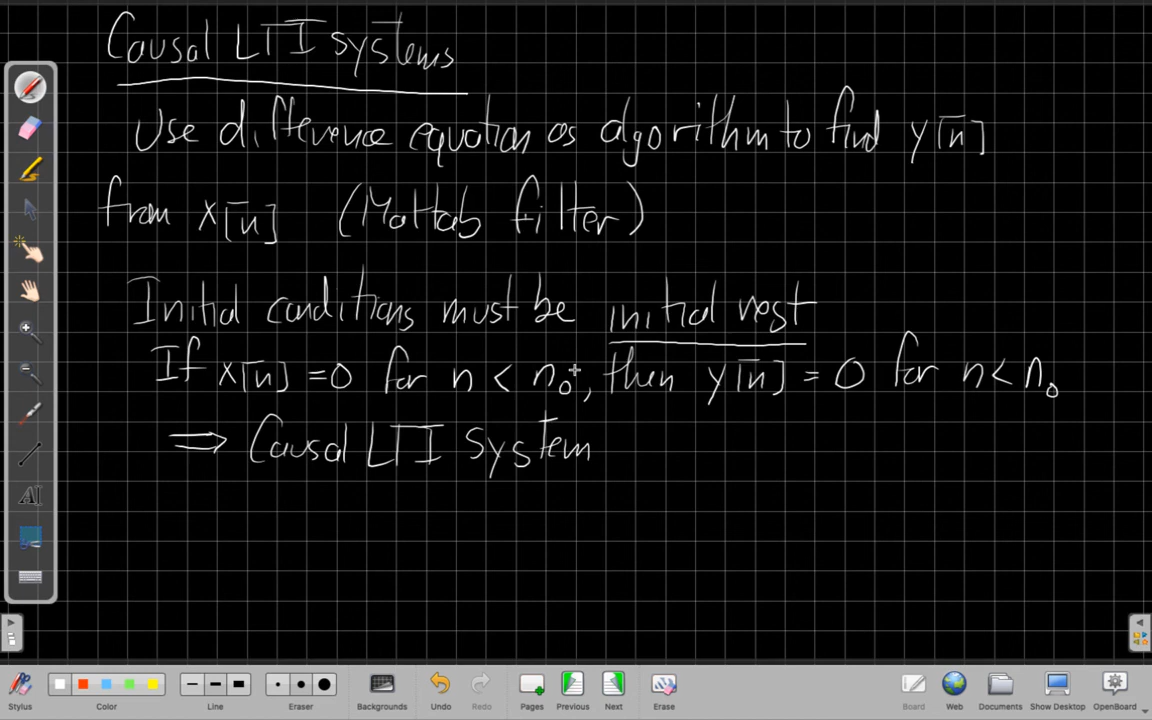 Causal LTI systems
Use difference equation as algorithm to find y[n]
from x[n] (Matlab filter)
Initial conditions must be initial rest
If x[n] = 0 for n < n₀, then y[n] = 0 for n < n₀
⇒ Causal LTI system
AI
Stylus
Color
Line
Eraser
Backgrounds
Undo
Redo
Pages
Previous
Next
Erase
Board
Web
Documents
Show Desktop
OpenBoard